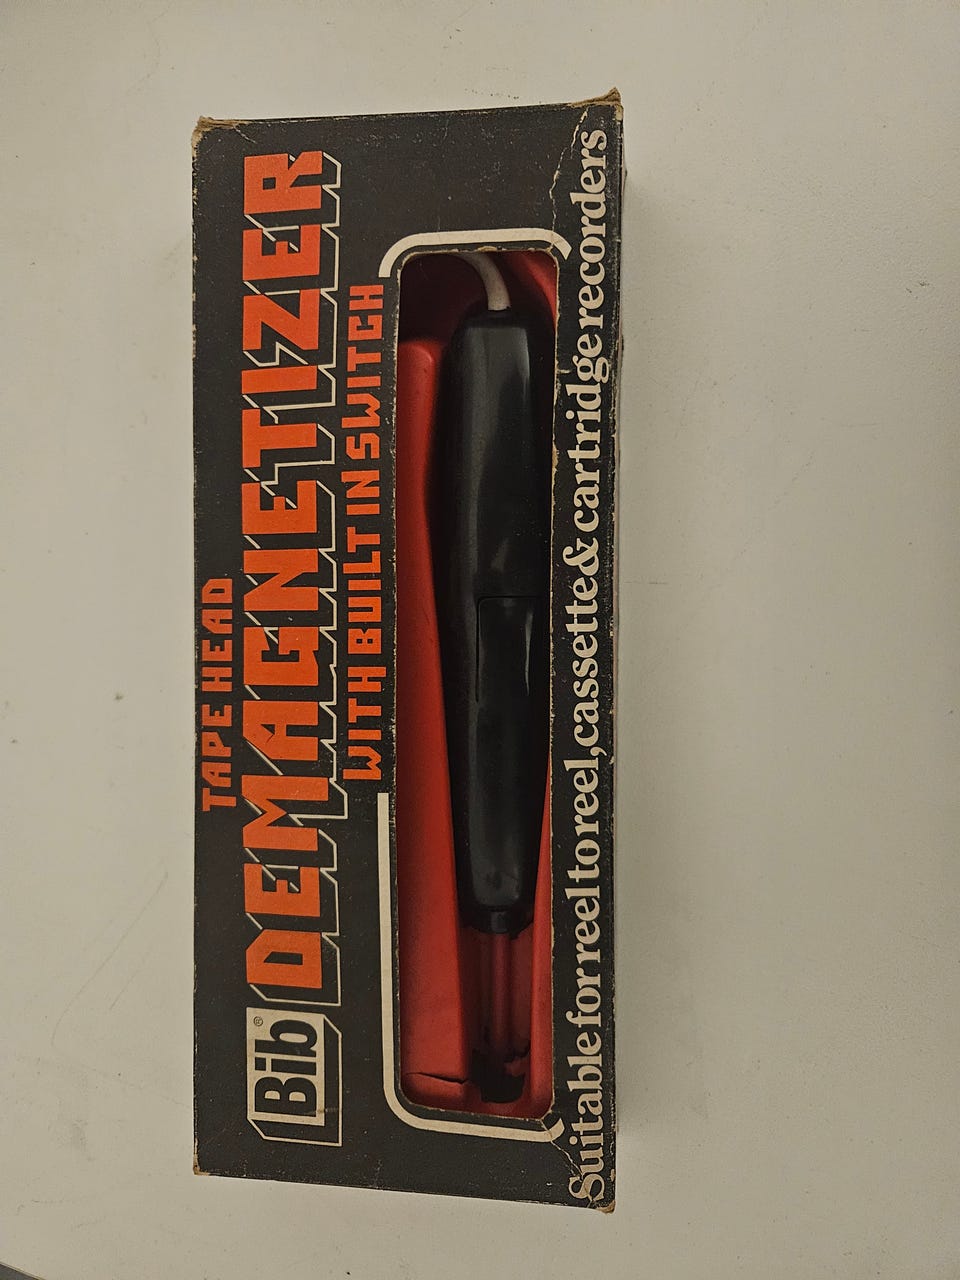 TAPE HEAD
Bib® DEMAGNETIZER
WITH BUILT IN SWITCH
Suitable for reel to reel, cassette & cartridge recorders